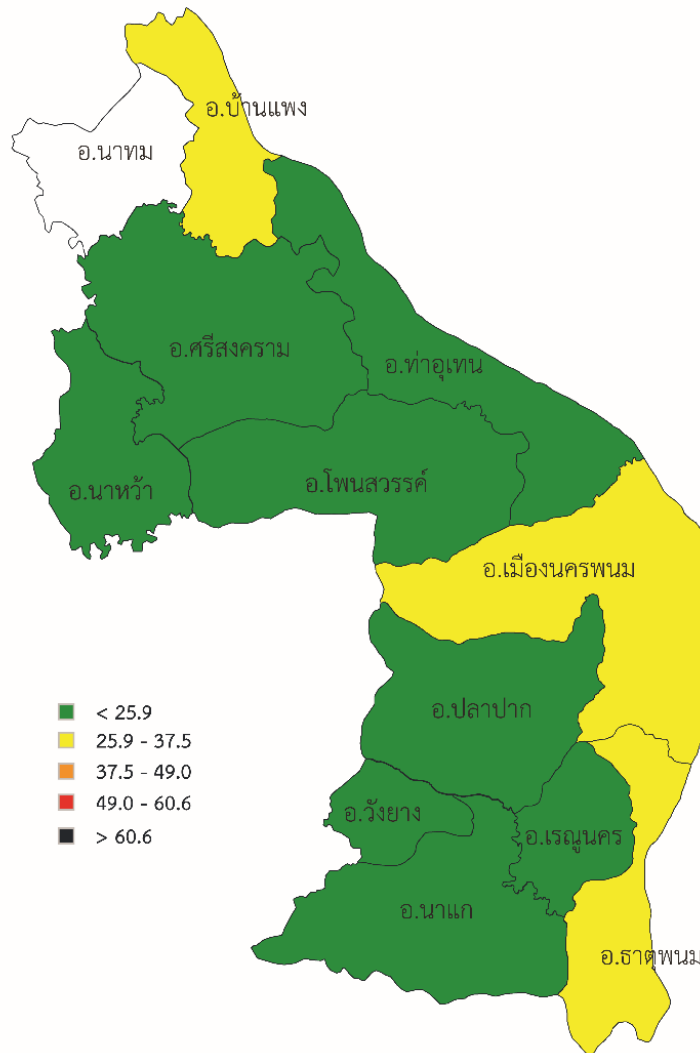 อ.บ้านแพง
อ.นาทม
อ.ศรีสงคราม
อ.ท่าอุเทน
อ.นาหว้า
อ.โพนสวรรค์
อ.เมืองนครพนม
อ.ปลาปาก
< 25.9
25.9 - 37.5
37.5 - 49.0
49.0 - 60.6
> 60.6
อ.วังยาง
อ.เรณูนคร
อ.นาแก
อ.ธาตุพนม